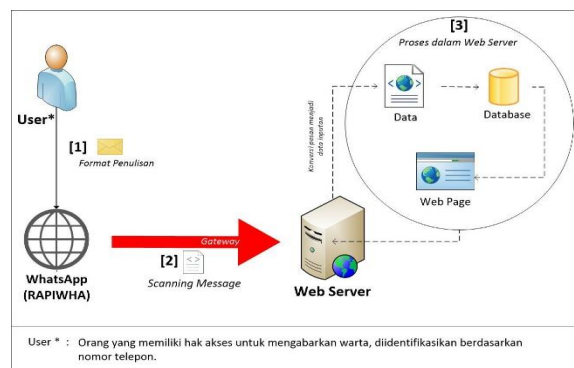 [3]
Proses dalam Web Server
User*
[1]
Format Penulisan
Konversi pesan menjadi
data inputan
Data
Database
Web Page
Gateway
[2]
Scanning Message
WhatsApp
(RAPIWHA)
Web Server
User * : Orang yang memiliki hak akses untuk mengabarkan warta, diidentifikasikan berdasarkan
nomor telepon.